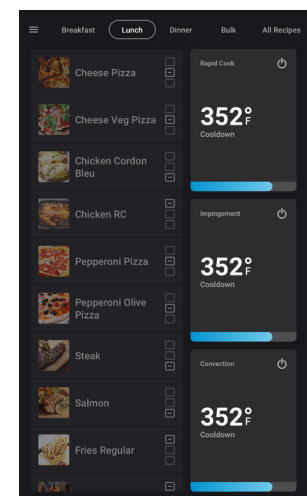 Breakfast
Lunch
Dinner
Bulk
All Recipes
Cheese Pizza
Cheese Veg Pizza
Chicken Cordon
Bleu
Chicken RC
Pepperoni Pizza
Pepperoni Olive
Pizza
Steak
Salmon
Fries Regular
Rapid Cook
352°F
Cooldown
Impingement
352°F
Cooldown
Convection
352°F
Cooldown